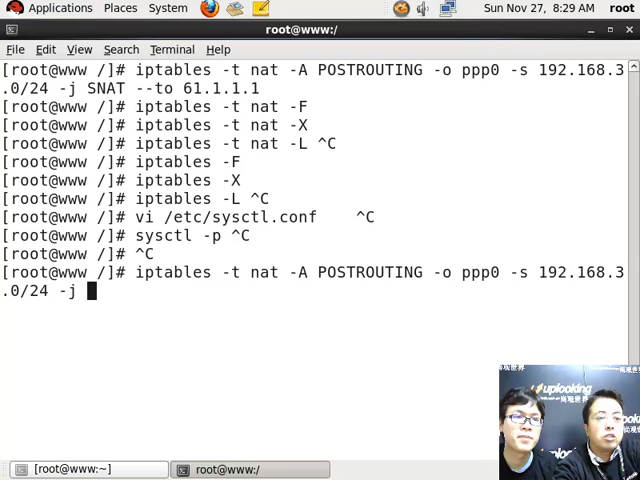 Applications Places System Sun Nov 27, 8:29 AM root
root@www:/
File Edit View Search Terminal Help
[root@www /]# iptables -t nat -A POSTROUTING -o ppp0 -s 192.168.3
.0/24 -j SNAT --to 61.1.1.1
[root@www /]# iptables -t nat -F
[root@www /]# iptables -t nat -X
[root@www /]# iptables -t nat -L ^C
[root@www /]# iptables -F
[root@www /]# iptables -X
[root@www /]# iptables -L ^C
[root@www /]# vi /etc/sysctl.conf    ^C
[root@www /]# sysctl -p ^C
[root@www /]# ^C
[root@www /]# iptables -t nat -A POSTROUTING -o ppp0 -s 192.168.3
.0/24 -j
uplooking
尚观世界
[root@www:~]
root@www:/